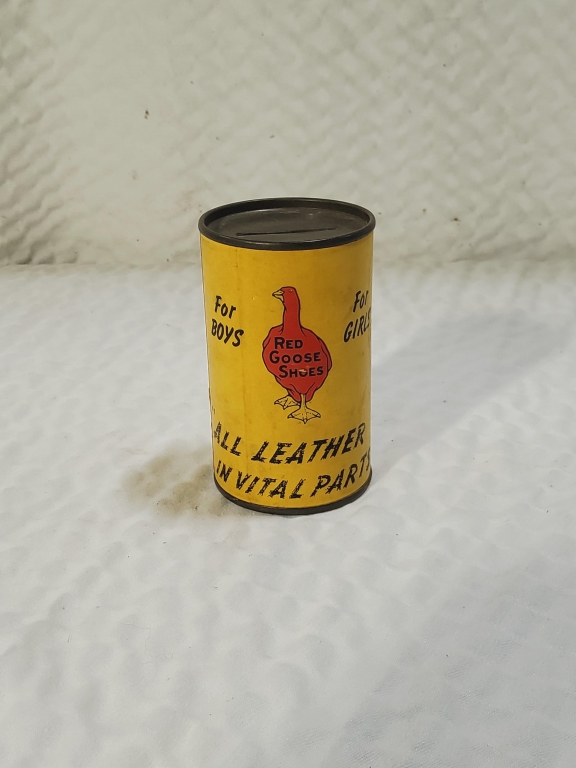 For
BOYS
For
GIRLS
RED
GOOSE
SHOES
ALL LEATHER
IN VITAL PARTS